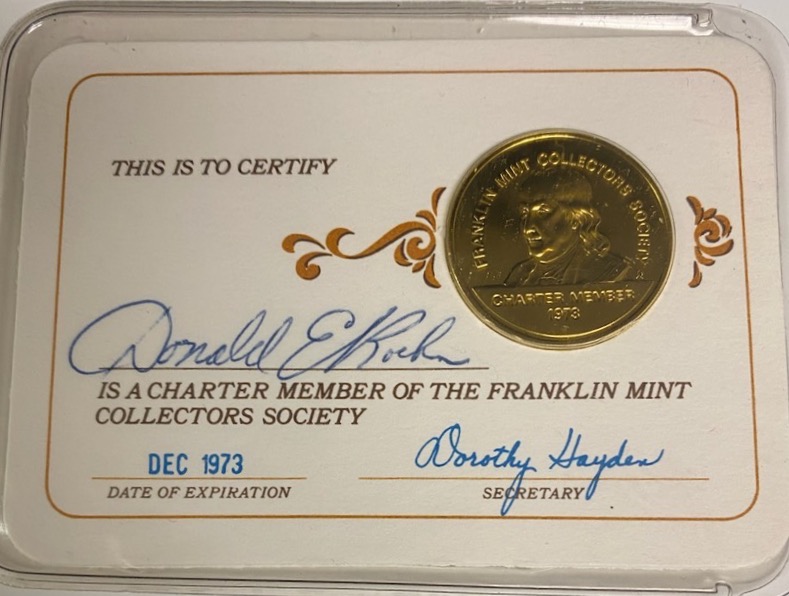 THIS IS TO CERTIFY
FRANKLIN MINT COLLECTORS SOCIETY
CHARTER MEMBER
1973
Donald E Koehn
IS A CHARTER MEMBER OF THE FRANKLIN MINT
COLLECTORS SOCIETY
DEC 1973
Dorothy Hayden
DATE OF EXPIRATION
SECRETARY